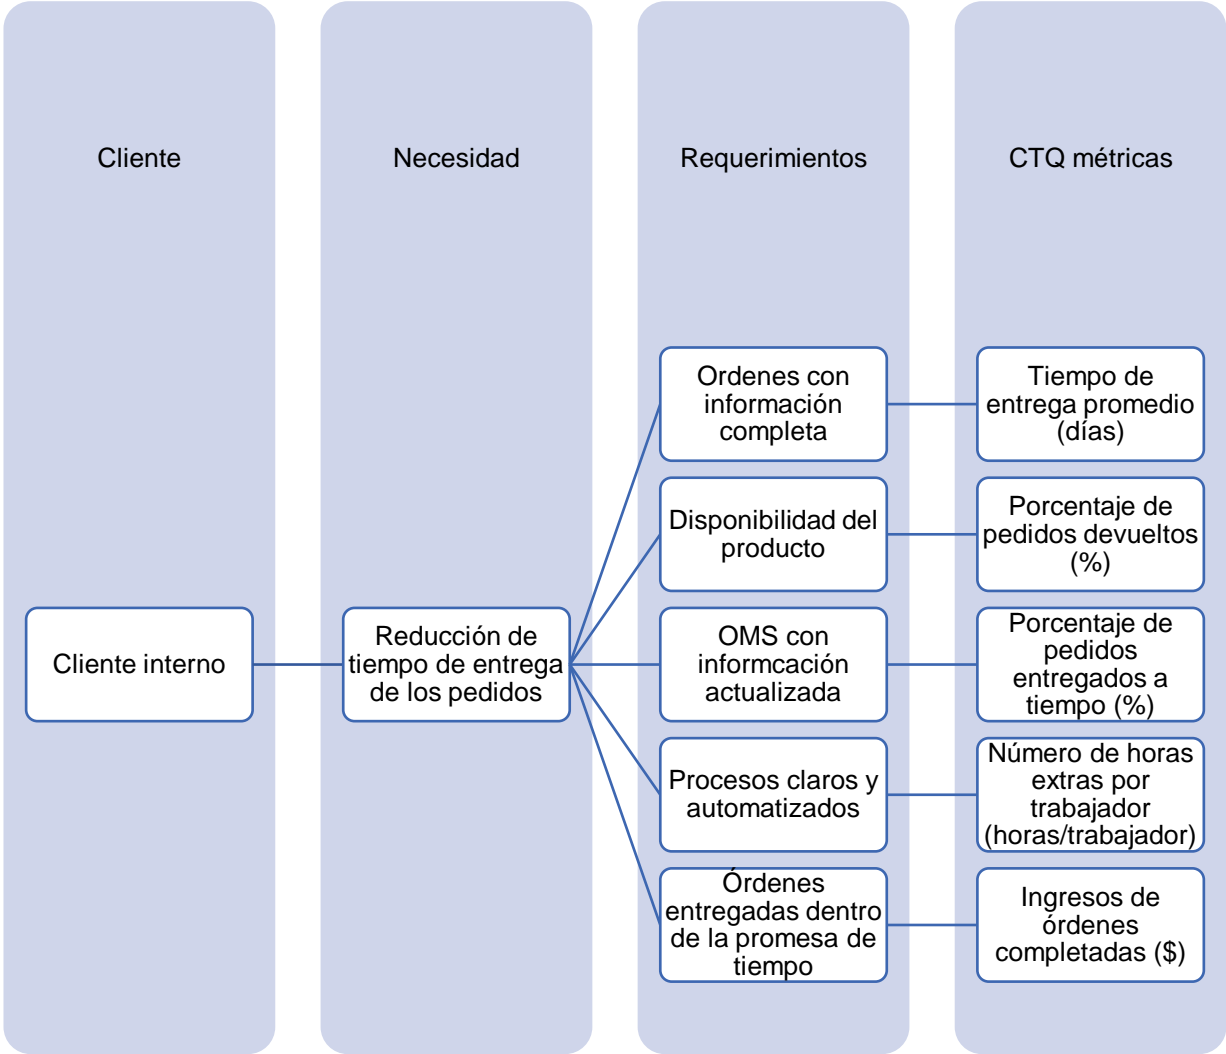 Cliente
Necesidad
Requerimientos
CTQ métricas
Cliente interno
Reducción de
tiempo de entrega
de los pedidos
Ordenes con
información
completa
Tiempo de
entrega promedio
(días)
Disponibilidad del
producto
Porcentaje de
pedidos devueltos
(%)
OMS con
informcación
actualizada
Porcentaje de
pedidos
entregados a
tiempo (%)
Procesos claros y
automatizados
Número de horas
extras por
trabajador
(horas/trabajador)
Órdenes
entregadas dentro
de la promesa de
tiempo
Ingresos de
órdenes
completadas ($)